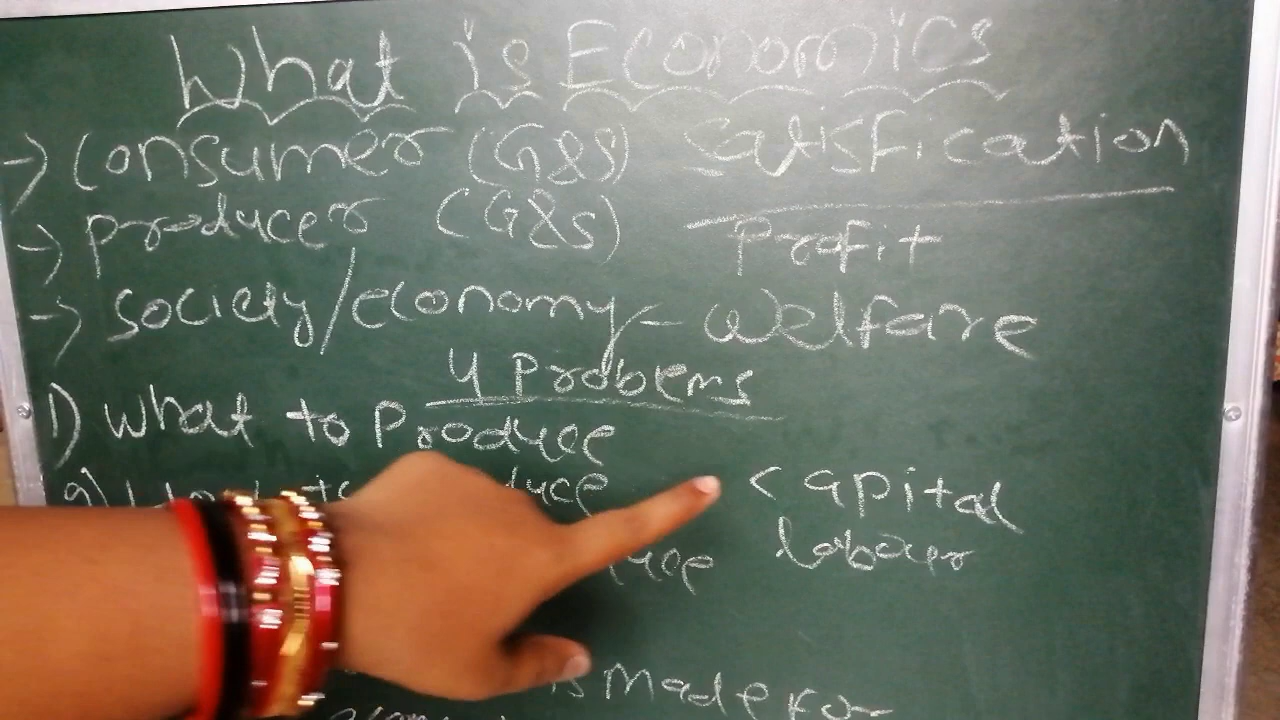 What is Economics
→ Consumer (G&S) satisfication
→ producer (G&S) Profit
→ society/economy - welfare
4 Problems
1) what to Produce
capital
labour
is made for